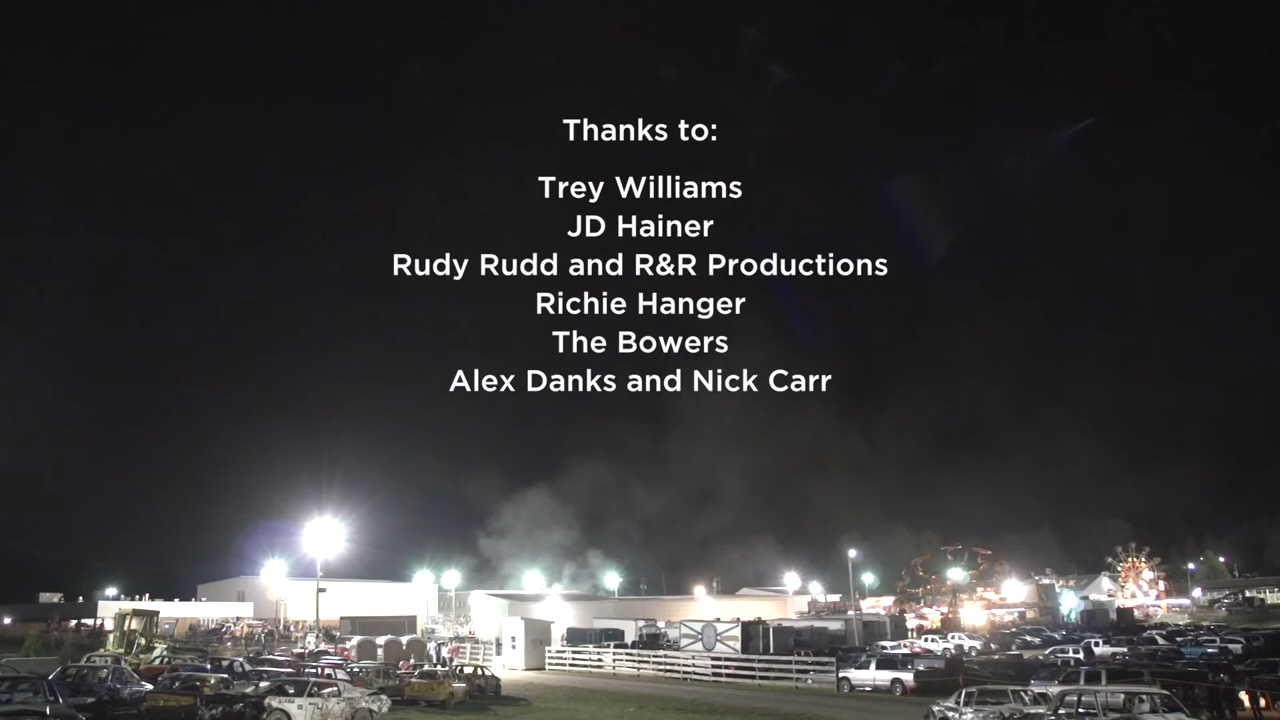 Thanks to:
Trey Williams
JD Hainer
Rudy Rudd and R&R Productions
Richie Hanger
The Bowers
Alex Danks and Nick Carr